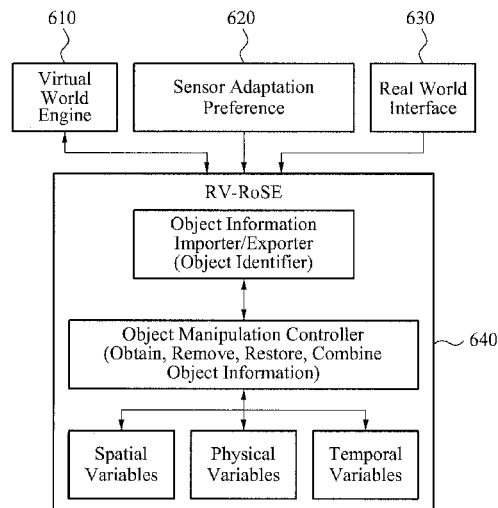 610
620
630
Virtual
World
Engine
Sensor Adaptation
Preference
Real World
Interface
RV-RoSE
Object Information
Importer/Exporter
(Object Identifier)
Object Manipulation Controller
(Obtain, Remove, Restore, Combine
Object Information)
640
Spatial
Variables
Physical
Variables
Temporal
Variables